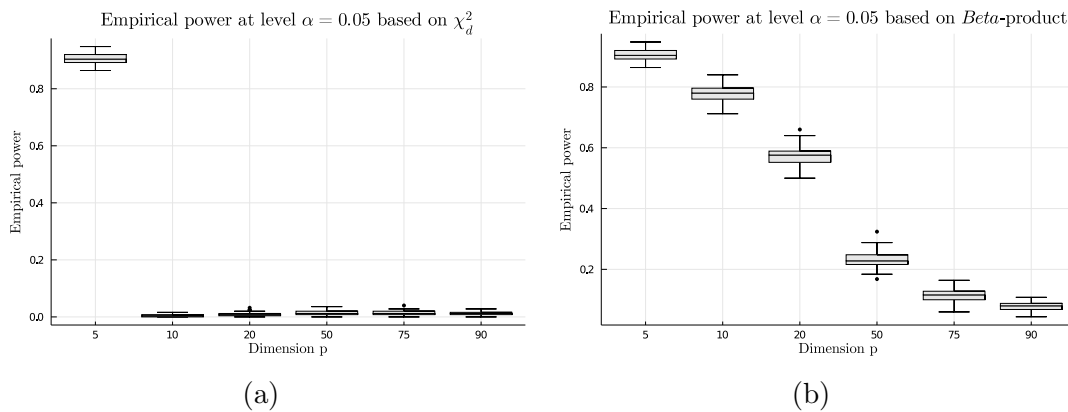 Empirical power at level α = 0.05 based on χ²_d
Empirical power
0.8
0.6
0.4
0.2
0.0
5 10 20 50 75 90
Dimension p
(a)
Empirical power at level α = 0.05 based on Beta-product
Empirical power
0.8
0.6
0.4
0.2
5 10 20 50 75 90
Dimension p
(b)